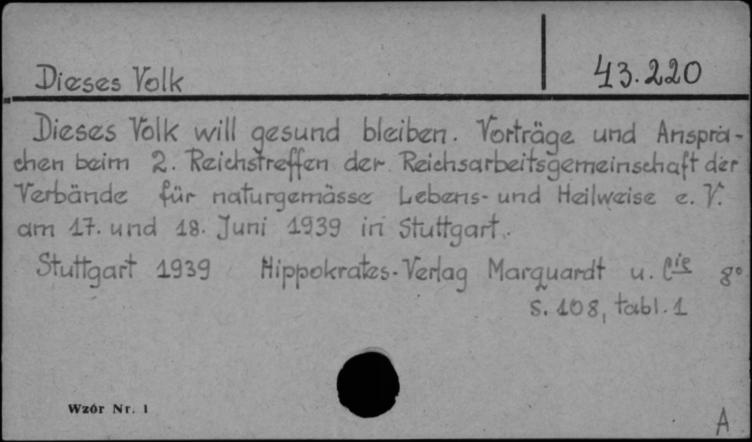 Dieses Volk
43.220
Dieses Volk will gesund bleiben. Vorträge und Ansprä-
chen beim 2. Reichstreffen der Reichsarbeitsgemeinschaft der
Verbände für naturgemässe Lebens- und Heilweise e. V.
am 17. und 18. Juni 1939 in Stuttgart.
Stuttgart 1939 Hippokrates-Verlag Marquardt u. Cie 8°
S. 108, tabl. 1
Wzór Nr. 1
A